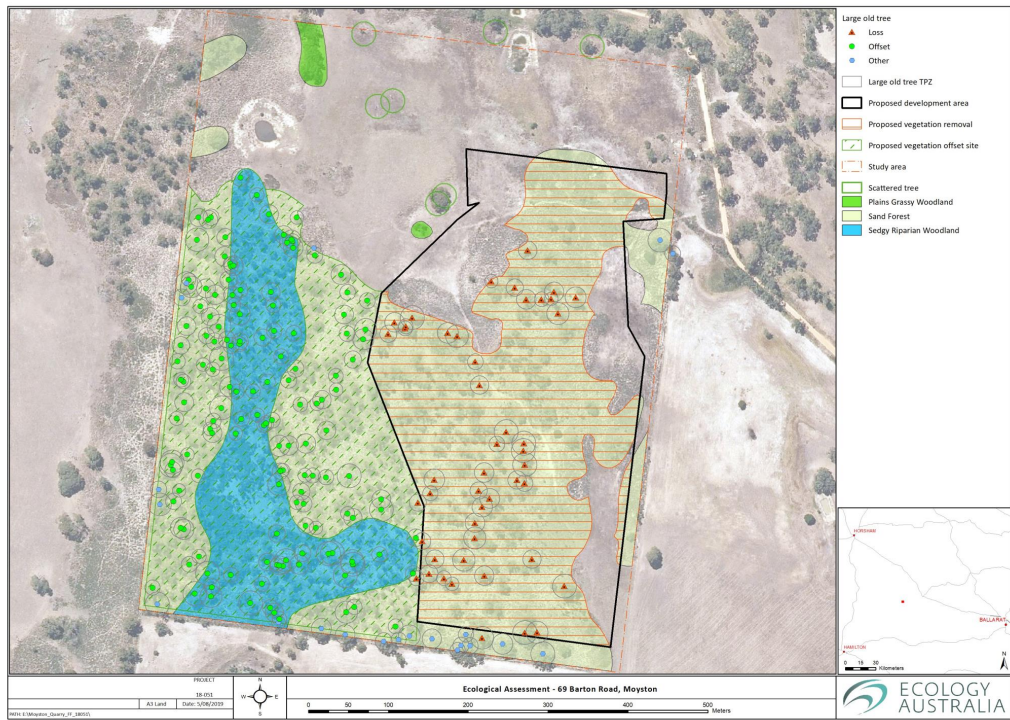 Large old tree
Loss
Offset
Other
Large old tree TPZ
Proposed development area
Proposed vegetation removal
Proposed vegetation offset site
Study area
Scattered tree
Plains Grassy Woodland
Sand Forest
Sedgy Riparian Woodland
HORSHAM
BALLARAT
HAMILTON
N
0 15 30
Kilometers
PROJECT
18-051
A3 Land
Date: 5/08/2019
PATH: E:\Moyston_Quarry_FF_18051\
N
W E
S
Ecological Assessment - 69 Barton Road, Moyston
0 50 100 200 300 400 500
Meters
ECOLOGY
AUSTRALIA